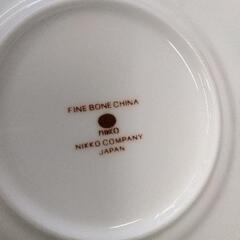 FINE BONE CHINA
NIKKO
NIKKO COMPANY
JAPAN